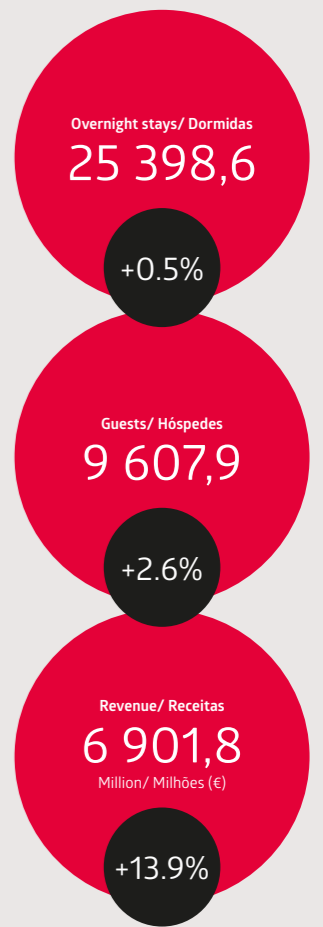 Overnight stays/ Dormidas
25 398,6
+0.5%
Guests/ Hóspedes
9 607,9
+2.6%
Revenue/ Receitas
6 901,8
Million/ Milhões (€)
+13.9%